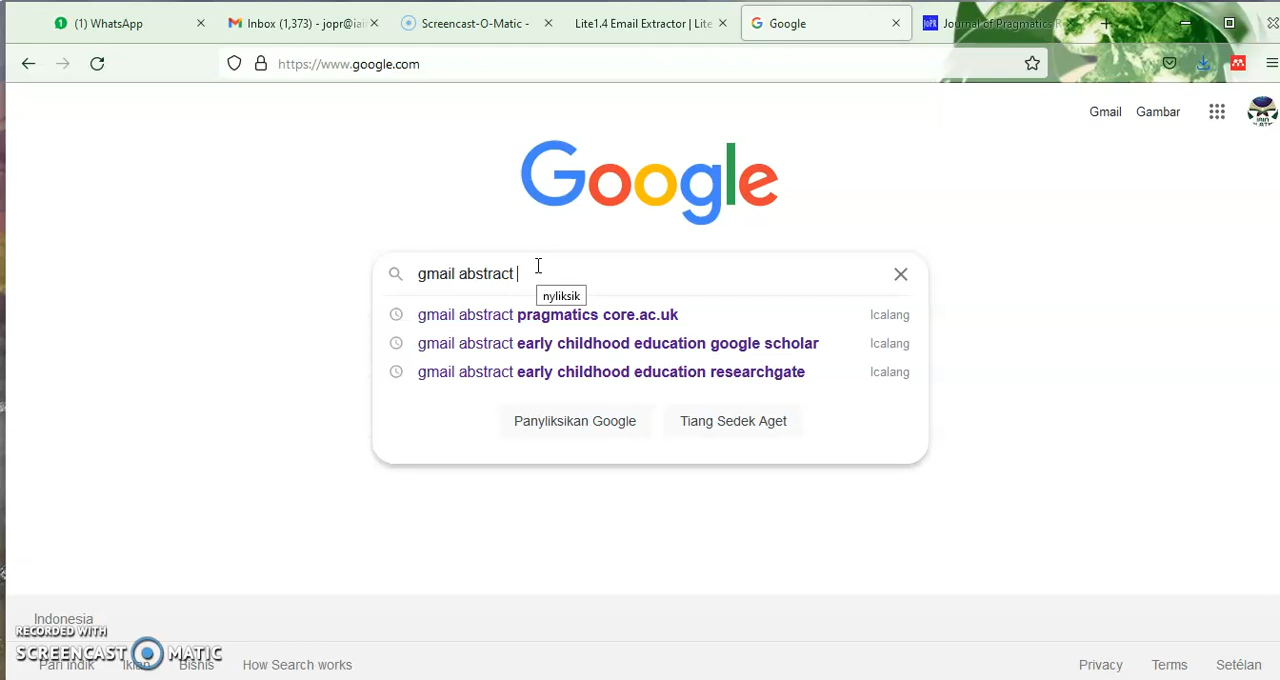 (1) WhatsApp
Inbox (1,373) - jopr@iai
Screencast-O-Matic -
Lite1.4 Email Extractor | Lite
Google
JoPR Journal of Pragmatics R
https://www.google.com
Gmail Gambar
Google
gmail abstract
nyliksik
gmail abstract pragmatics core.ac.uk Icalang
gmail abstract early childhood education google scholar Icalang
gmail abstract early childhood education researchgate Icalang
Panyliksikan Google Tiang Sedek Aget
Indonesia
RECORDED WITH
SCREENCAST MATIC
Pari indik Iklan Bisnis How Search works Privacy Terms Setélan